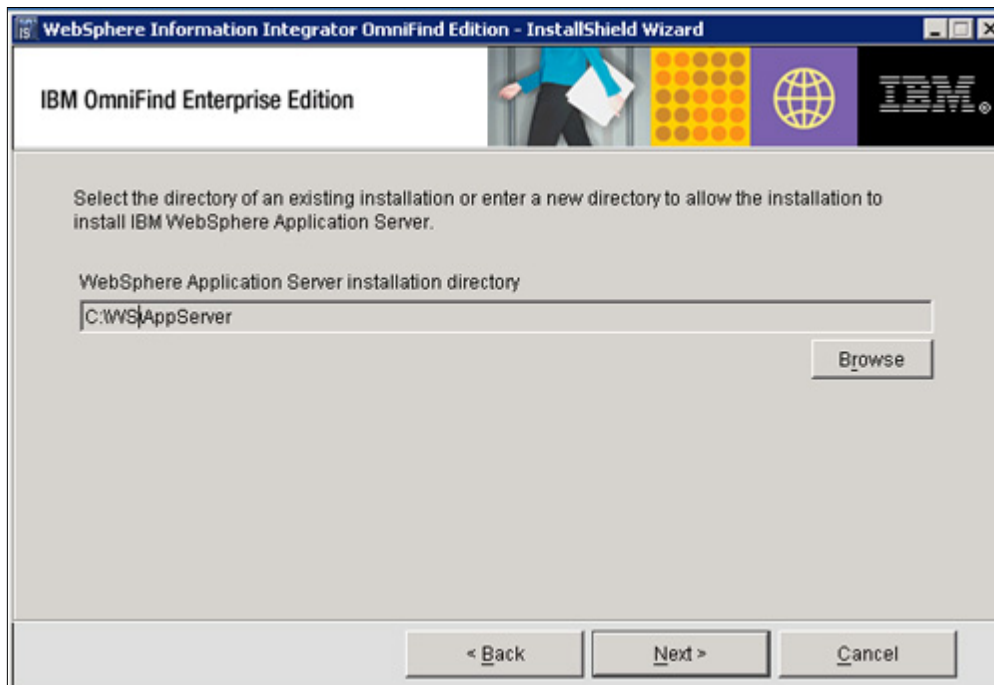 WebSphere Information Integrator OmniFind Edition - InstallShield Wizard
IBM OmniFind Enterprise Edition
IBM®
Select the directory of an existing installation or enter a new directory to allow the installation to
install IBM WebSphere Application Server.
WebSphere Application Server installation directory
C:\WS\AppServer
Browse
< Back
Next >
Cancel